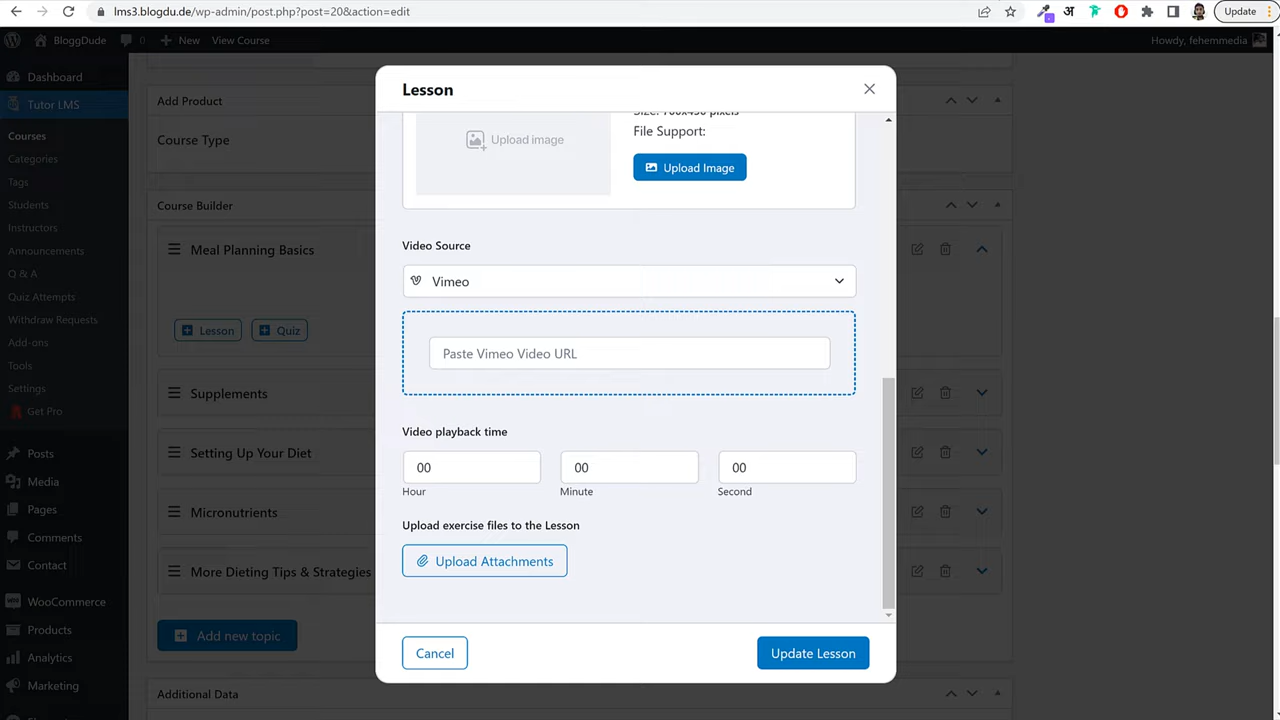 lms3.blogdu.de/wp-admin/post.php?post=20&action=edit
अ
Update
BloggDude
0
New
View Course
Howdy, fehemmedia
Dashboard
Tutor LMS
Courses
Categories
Tags
Students
Instructors
Announcements
Q & A
Quiz Attempts
Withdraw Requests
Add-ons
Tools
Settings
Get Pro
Posts
Media
Pages
Comments
Contact
WooCommerce
Products
Analytics
Marketing
Add Product
Course Type
Course Builder
Meal Planning Basics
Lesson
Quiz
Supplements
Setting Up Your Diet
Micronutrients
More Dieting Tips & Strategies
Add new topic
Additional Data
Lesson
Upload image
Size: 700x430 pixels
File Support:
Upload Image
Video Source
Vimeo
Paste Vimeo Video URL
Video playback time
00
00
00
Hour
Minute
Second
Upload exercise files to the Lesson
Upload Attachments
Cancel
Update Lesson